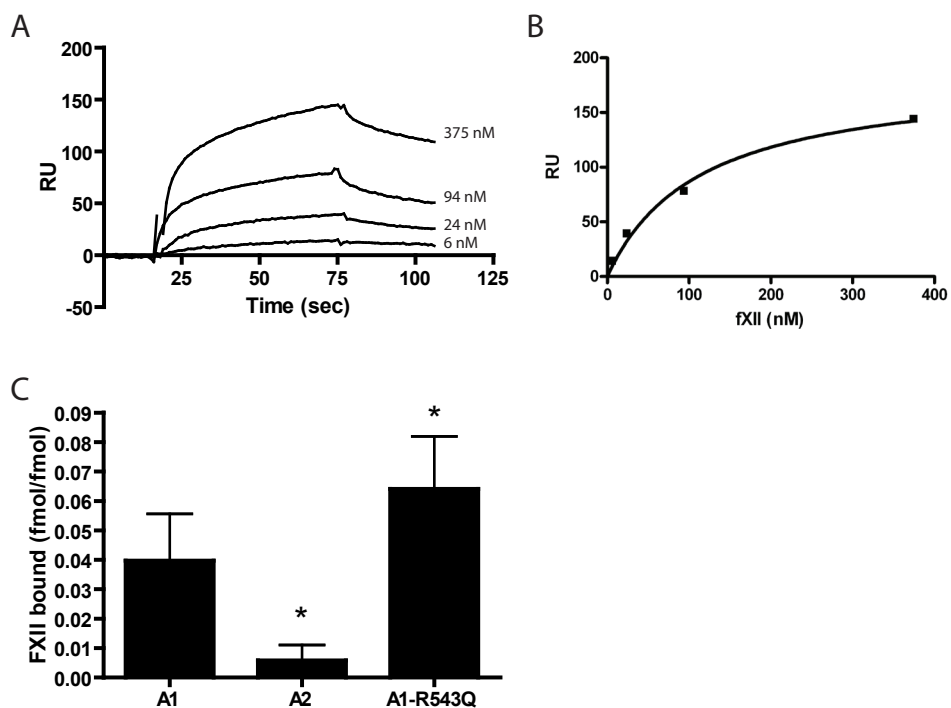 A
200
150
100
50
0
-50
RU
25
50
75
100
125
Time (sec)
375 nM
94 nM
24 nM
6 nM
B
200
150
100
50
0
RU
0
100
200
300
400
fXII (nM)
C
0.09
0.08
0.07
0.06
0.05
0.04
0.03
0.02
0.01
0.00
FXII bound (fmol/fmol)
*
*
A1
A2
A1-R543Q